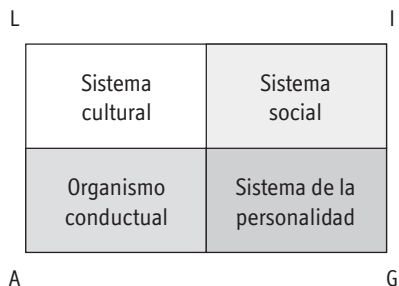 L I
Sistema Sistema
cultural social
Organismo Sistema de la
conductual personalidad
A G